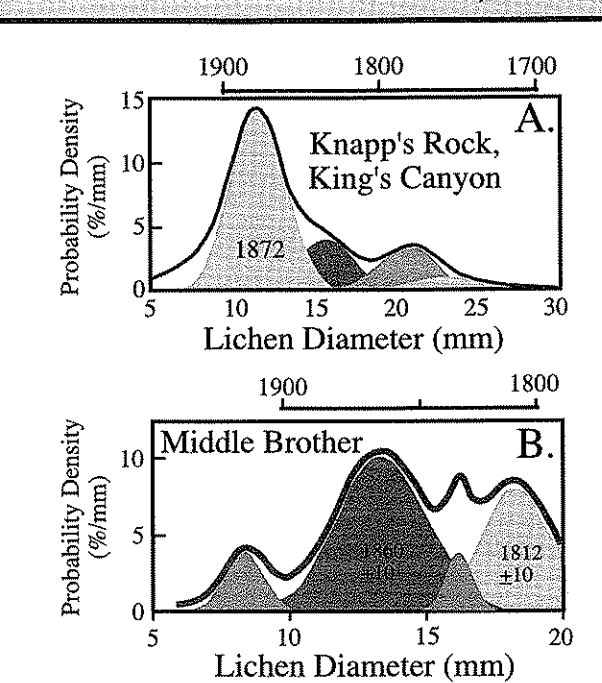 1900 1800 1700
15
10
5
0
Probability Density
(%/mm)
A.
Knapp's Rock,
King's Canyon
1872
5 10 15 20 25 30
Lichen Diameter (mm)
1900 1800
Middle Brother
B.
10
5
0
Probability Density
(%/mm)
1860
±10
1812
±10
5 10 15 20
Lichen Diameter (mm)